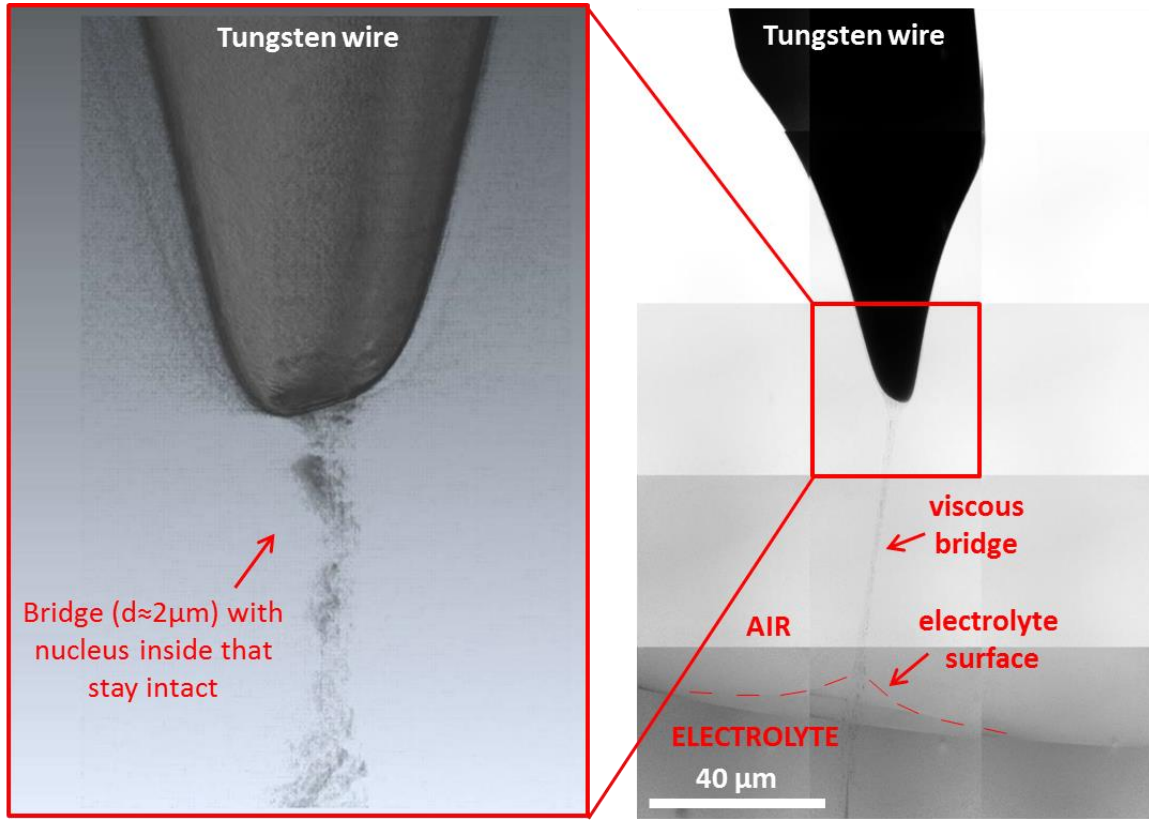 Tungsten wire
Bridge (d≈2μm) with
nucleus inside that
stay intact
Tungsten wire
viscous
bridge
AIR
electrolyte
surface
ELECTROLYTE
40 μm